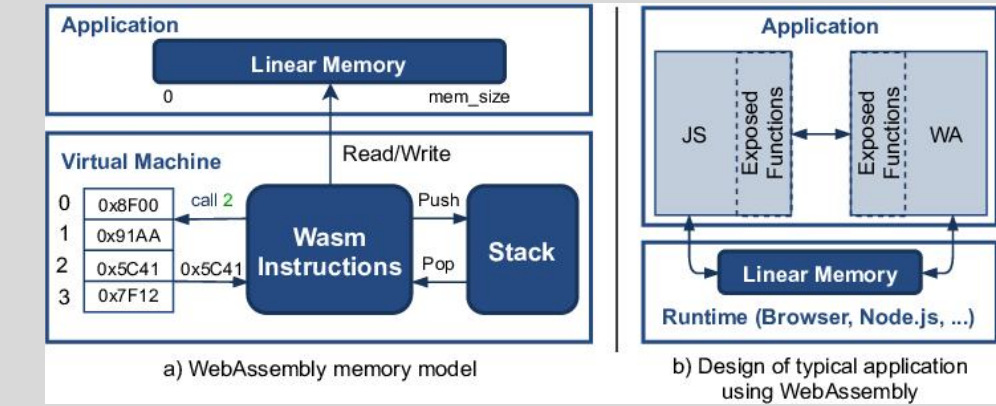 Application
Linear Memory
0 mem_size
Read/Write
Virtual Machine
0 0x8F00
1 0x91AA
2 0x5C41
3 0x7F12
call 2
0x5C41
Wasm
Instructions
Push
Pop
Stack
a) WebAssembly memory model
Application
JS
Exposed
Functions
Exposed
Functions
WA
Linear Memory
Runtime (Browser, Node.js, ...)
b) Design of typical application
using WebAssembly